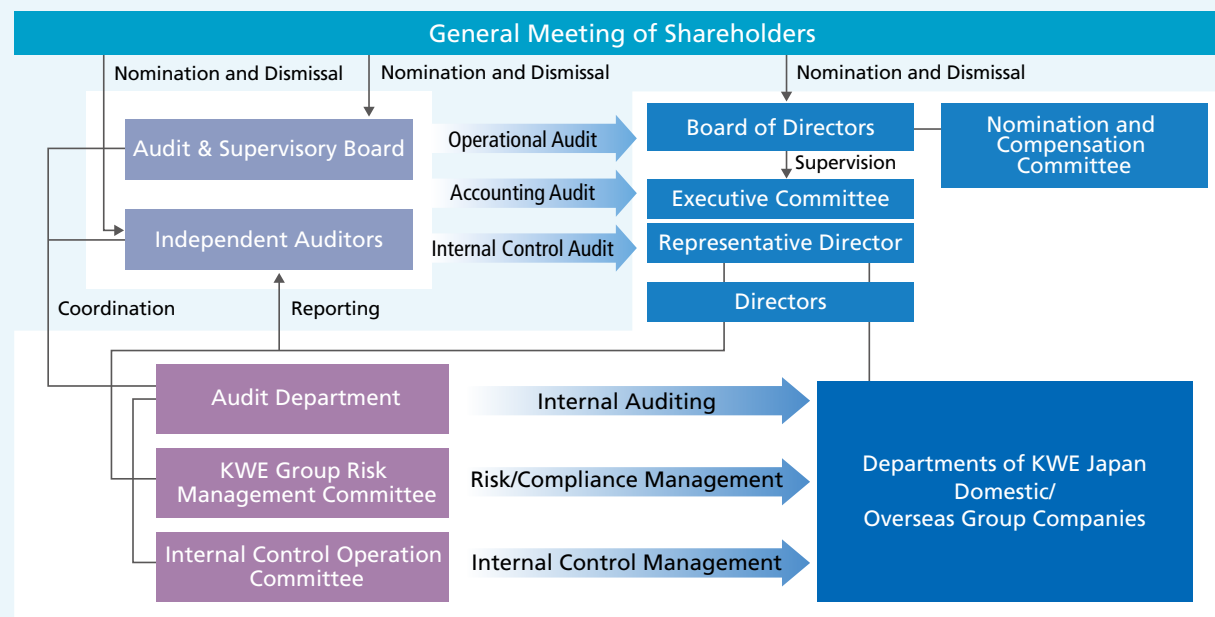 General Meeting of Shareholders
Nomination and Dismissal
Nomination and Dismissal
Nomination and Dismissal
Audit & Supervisory Board
Independent Auditors
Operational Audit
Accounting Audit
Internal Control Audit
Board of Directors
Supervision
Executive Committee
Representative Director
Directors
Nomination and
Compensation
Committee
Coordination
Reporting
Audit Department
KWE Group Risk
Management Committee
Internal Control Operation
Committee
Internal Auditing
Risk/Compliance Management
Internal Control Management
Departments of KWE Japan
Domestic/
Overseas Group Companies